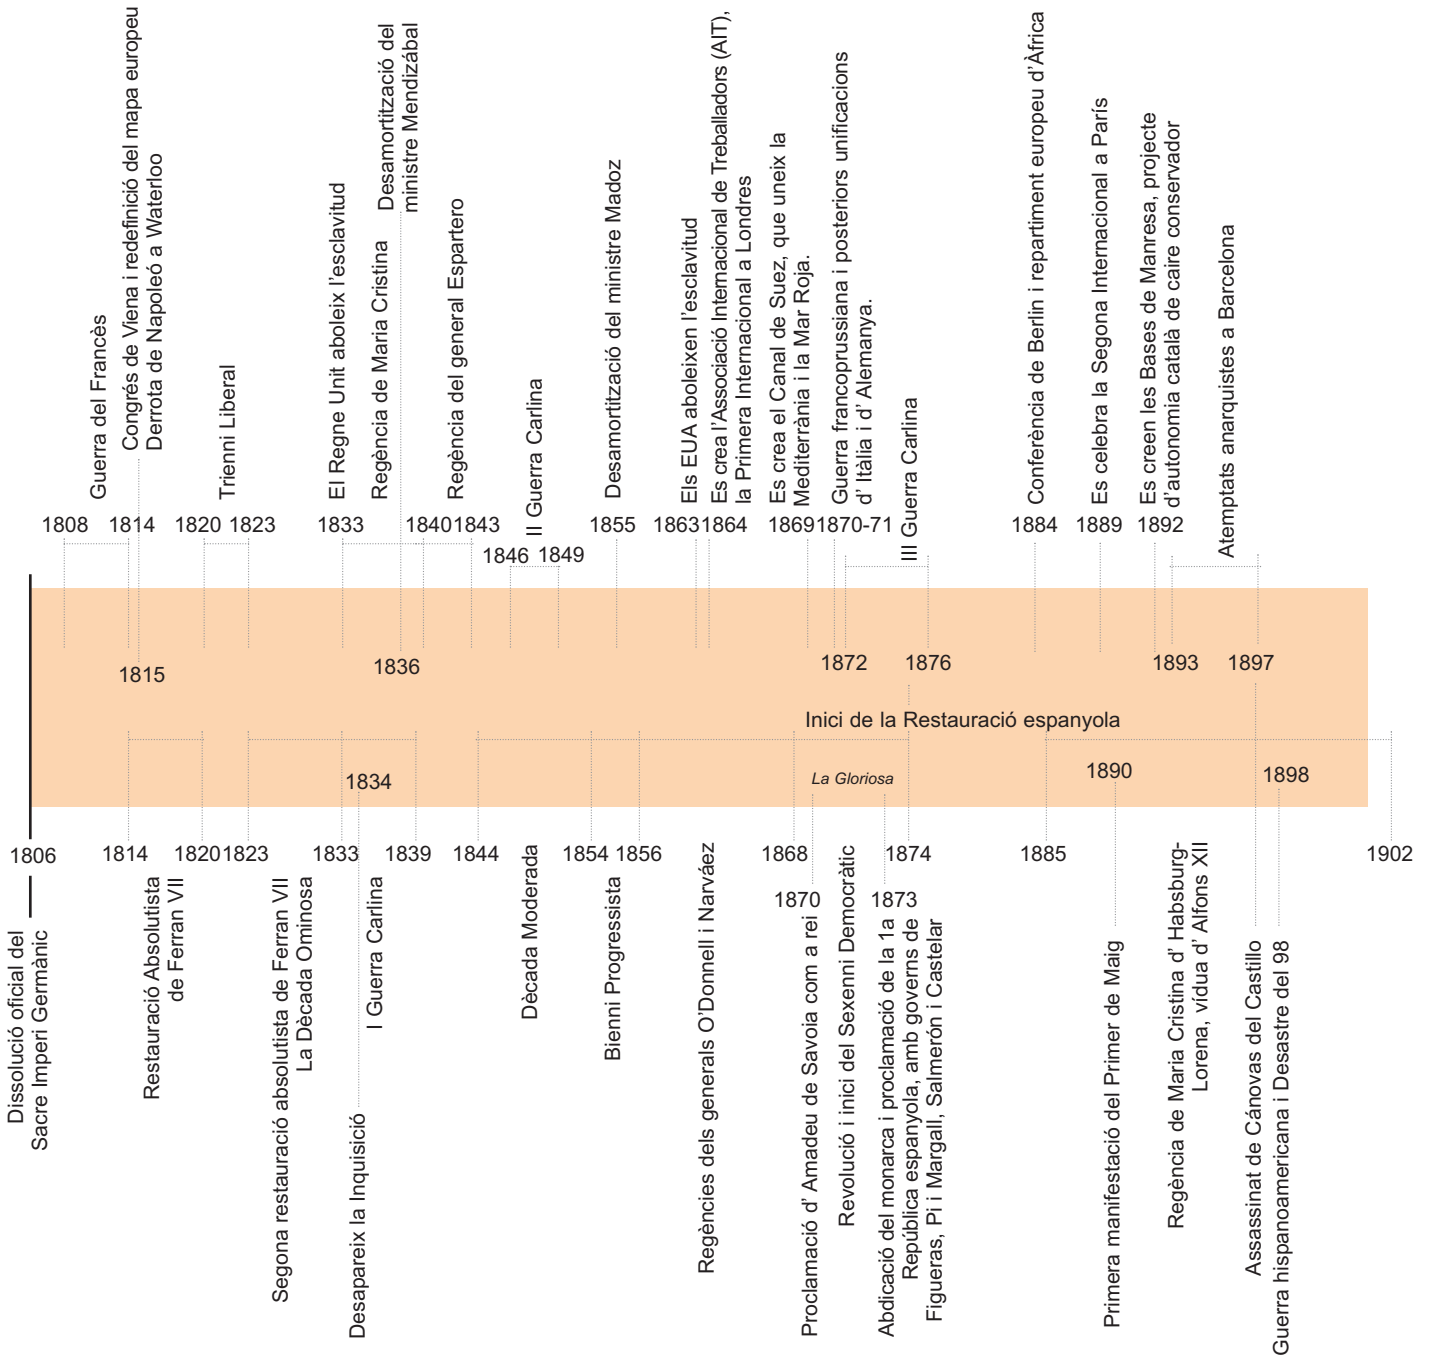 Guerra del Francès
Congrés de Viena i redefinició del mapa europeu
Derrota de Napoleó a Waterloo
Trienni Liberal
El Regne Unit aboleix l'esclavitud
Regència de Maria Cristina
Desamortització del
ministre Mendizábal
Regència del general Espartero
II Guerra Carlina
Desamortització del ministre Madoz
Els EUA aboleixen l'esclavitud
Es crea l'Associació Internacional de Treballadors (AIT),
la Primera Internacional a Londres
Es crea el Canal de Suez, que uneix la
Mediterrània i la Mar Roja.
Guerra francoprussiana i posteriors unificacions
d' Itàlia i d' Alemanya.
III Guerra Carlina
Conferència de Berlin i repartiment europeu d'Àfrica
Es celebra la Segona Internacional a París
Es creen les Bases de Manresa, projecte
d'autonomia català de caire conservador
Atemptats anarquistes a Barcelona
1808
1814
1820
1823
1833
1840
1843
1846
1849
1855
1863
1864
1869
1870-71
1884
1889
1892
1815
1836
1872
1876
1893
1897
Inici de la Restauració espanyola
1834
La Gloriosa
1890
1898
1806
1814
1820
1823
1833
1839
1844
1854
1856
1868
1874
1885
1902
1870
1873
Dissolució oficial del
Sacre Imperi Germànic
Restauració Absolutista
de Ferran VII
Segona restauració absolutista de Ferran VII
La Dècada Ominosa
Desapareix la Inquisició
I Guerra Carlina
Dècada Moderada
Bienni Progressista
Regències dels generals O'Donnell i Narváez
Proclamació d' Amadeu de Savoia com a rei
Revolució i inici del Sexenni Democràtic
Abdicació del monarca i proclamació de la 1a
República espanyola, amb governs de
Figueras, Pi i Margall, Salmerón i Castelar
Primera manifestació del Primer de Maig
Regència de Maria Cristina d' Habsburg-
Lorena, vídua d' Alfons XII
Assassinat de Cánovas del Castillo
Guerra hispanoamericana i Desastre del 98